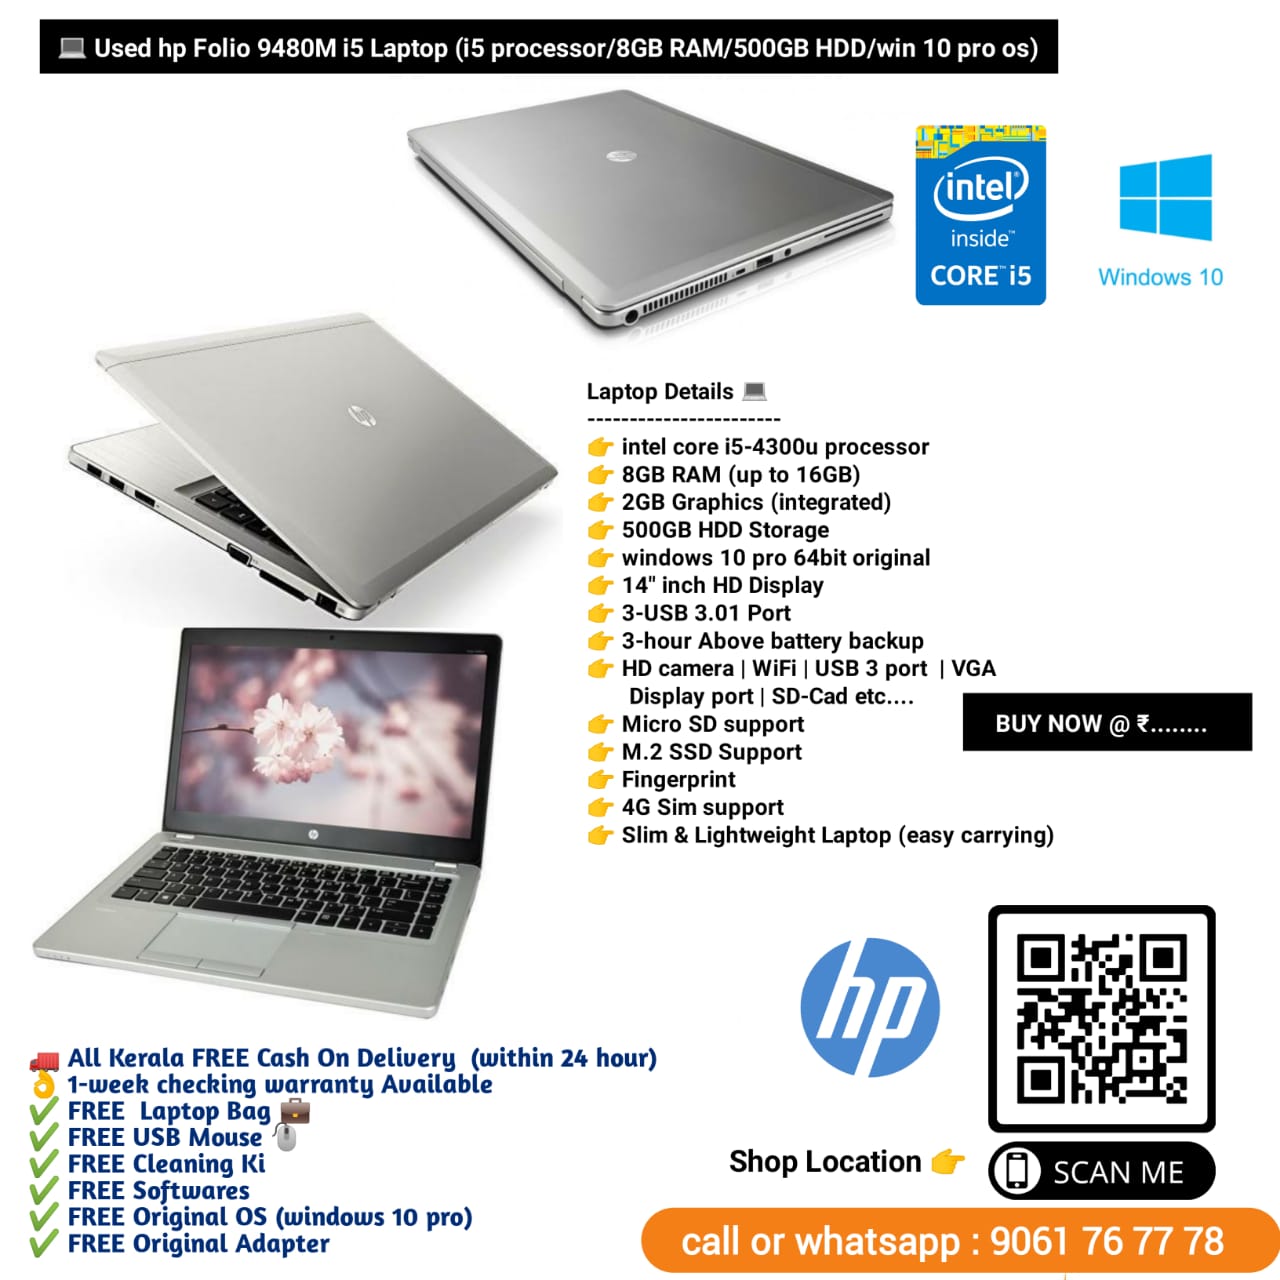 💻 Used hp Folio 9480M i5 Laptop (i5 processor/8GB RAM/500GB HDD/win 10 pro os)
intel®
inside™
CORE™ i5
Windows 10
Laptop Details 💻
-----------------------
👉 intel core i5-4300u processor
👉 8GB RAM (up to 16GB)
👉 2GB Graphics (integrated)
👉 500GB HDD Storage
👉 windows 10 pro 64bit original
👉 14" inch HD Display
👉 3-USB 3.01 Port
👉 3-hour Above battery backup
👉 HD camera | WiFi | USB 3 port | VGA
Display port | SD-Cad etc....
👉 Micro SD support
👉 M.2 SSD Support
👉 Fingerprint
👉 4G Sim support
👉 Slim & Lightweight Laptop (easy carrying)
BUY NOW @ ₹........
hp
🚚 All Kerala FREE Cash On Delivery (within 24 hour)
👌 1-week checking warranty Available
✔ FREE Laptop Bag 💼
✔ FREE USB Mouse 🖱
✔ FREE Cleaning Ki
✔ FREE Softwares
✔ FREE Original OS (windows 10 pro)
✔ FREE Original Adapter
Shop Location 👉
SCAN ME
call or whatsapp : 9061 76 77 78